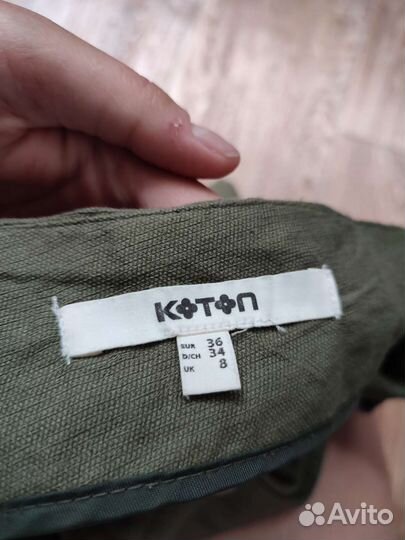 KOTON
EUR 36
D/CH 34
UK 8
Avito